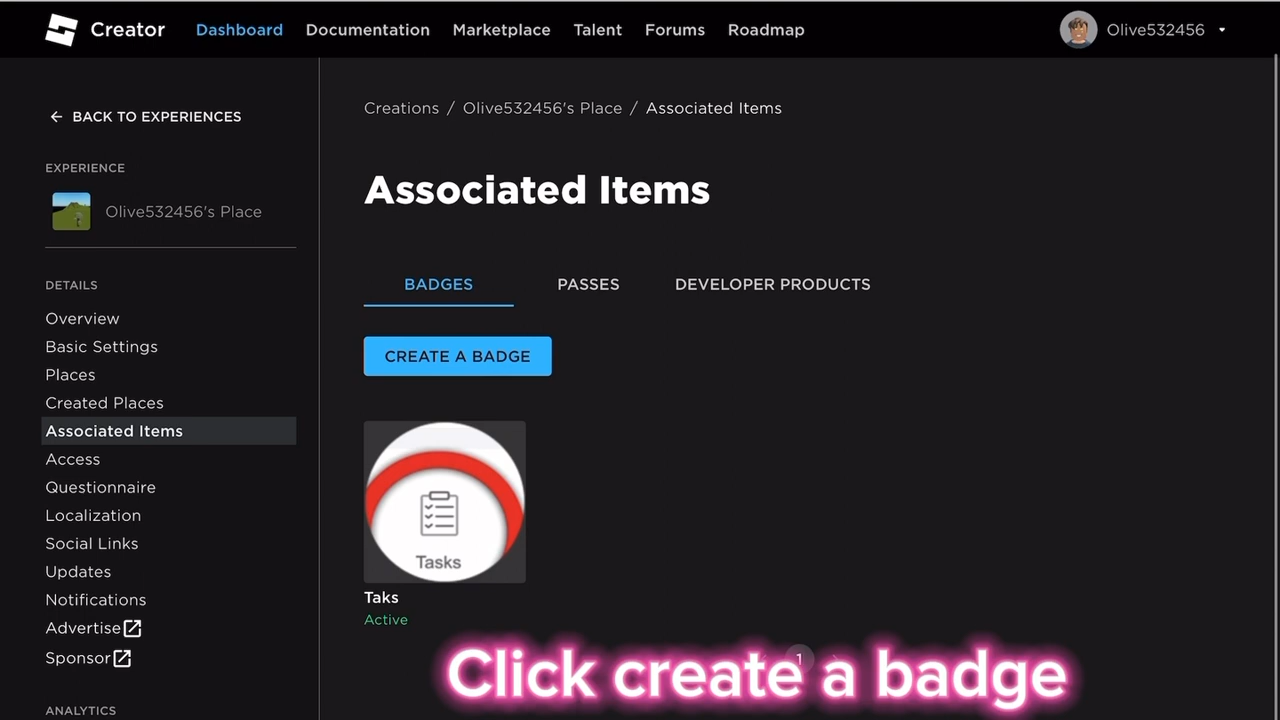 Creator Dashboard Documentation Marketplace Talent Forums Roadmap Olive532456
BACK TO EXPERIENCES
EXPERIENCE
Olive532456's Place
DETAILS
Overview
Basic Settings
Places
Created Places
Associated Items
Access
Questionnaire
Localization
Social Links
Updates
Notifications
Advertise
Sponsor
ANALYTICS
Creations / Olive532456's Place / Associated Items
Associated Items
BADGES PASSES DEVELOPER PRODUCTS
CREATE A BADGE
Tasks
Taks
Active
1
Click create a badge